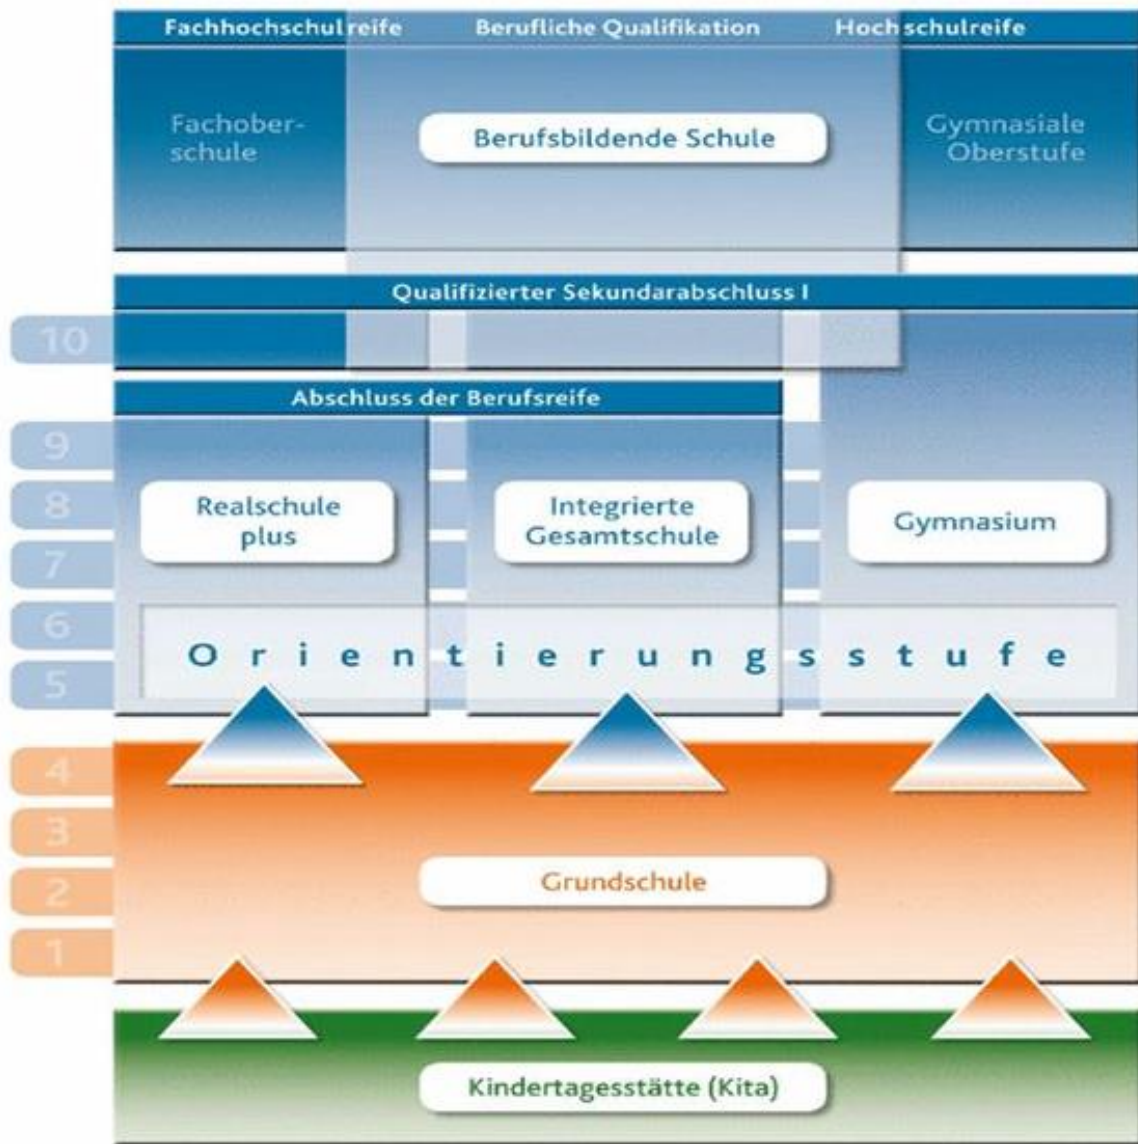 Fachhochschulreife Berufliche Qualifikation Hochschulreife
Fachober-
schule
Berufsbildende Schule
Gymnasiale
Oberstufe
Qualifizierter Sekundarabschluss I
10
Abschluss der Berufsreife
9
8
7
6
5
Realschule
plus
Integrierte
Gesamtschule
Gymnasium
Orientierungsstufe
4
3
2
1
Grundschule
Kindertagesstätte (Kita)